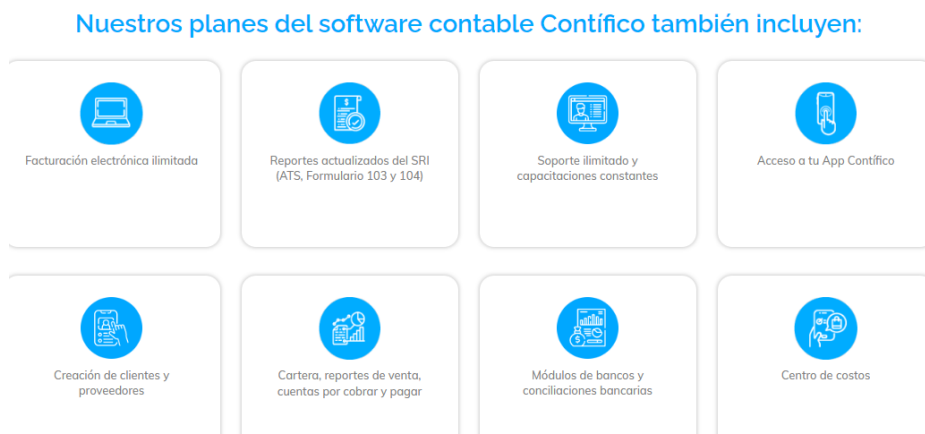 Nuestros planes del software contable Contífico también incluyen:
Facturación electrónica ilimitada
Reportes actualizados del SRI
(ATS, Formulario 103 y 104)
Soporte ilimitado y
capacitaciones constantes
Acceso a tu App Contífico
Creación de clientes y
proveedores
Cartera, reportes de venta,
cuentas por cobrar y pagar
Módulos de bancos y
conciliaciones bancarias
Centro de costos